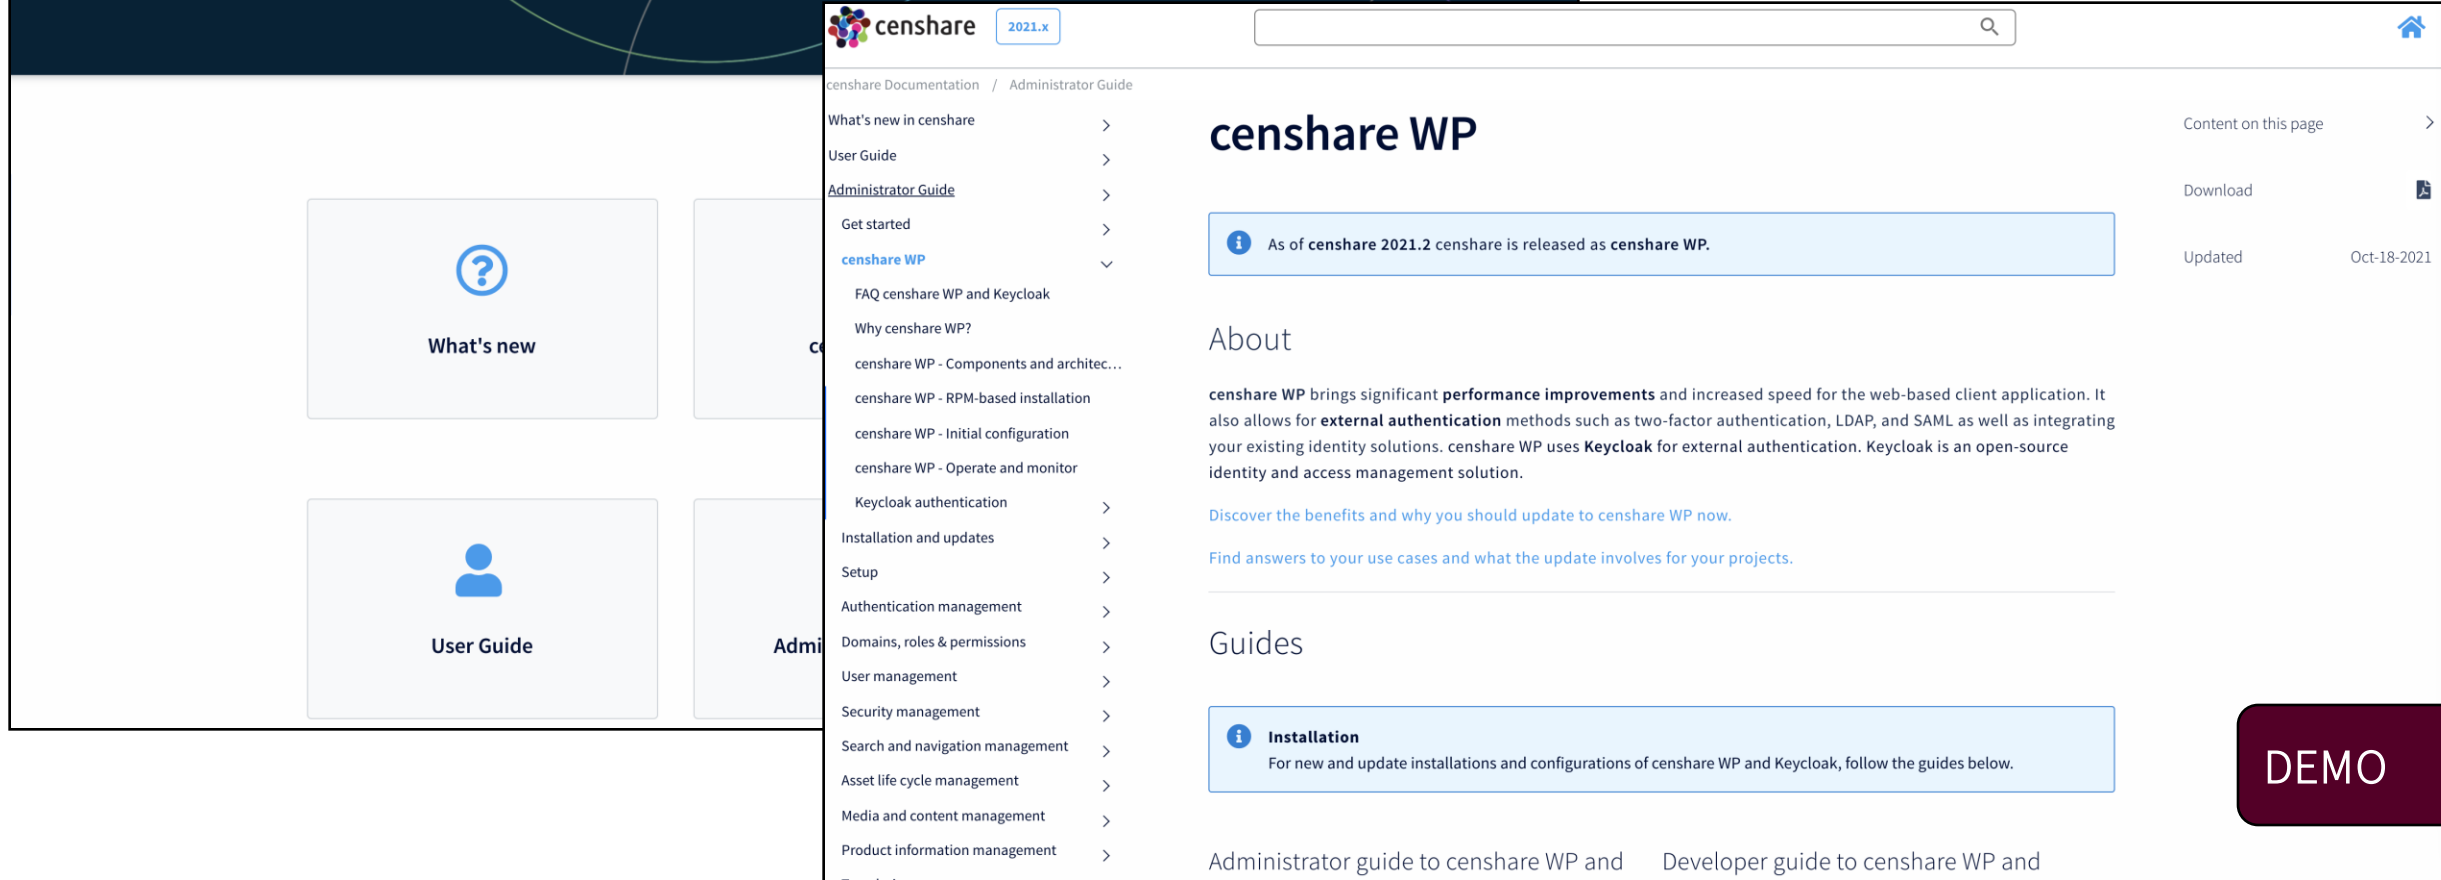 What's new
User Guide
Admi
censhare
2021.x
censhare Documentation / Administrator Guide
What's new in censhare
User Guide
Administrator Guide
Get started
censhare WP
FAQ censhare WP and Keycloak
Why censhare WP?
censhare WP - Components and architec...
censhare WP - RPM-based installation
censhare WP - Initial configuration
censhare WP - Operate and monitor
Keycloak authentication
Installation and updates
Setup
Authentication management
Domains, roles & permissions
User management
Security management
Search and navigation management
Asset life cycle management
Media and content management
Product information management
censhare WP
As of censhare 2021.2 censhare is released as censhare WP.
About
censhare WP brings significant performance improvements and increased speed for the web-based client application. It
also allows for external authentication methods such as two-factor authentication, LDAP, and SAML as well as integrating
your existing identity solutions. censhare WP uses Keycloak for external authentication. Keycloak is an open-source
identity and access management solution.
Discover the benefits and why you should update to censhare WP now.
Find answers to your use cases and what the update involves for your projects.
Guides
Installation
For new and update installations and configurations of censhare WP and Keycloak, follow the guides below.
Administrator guide to censhare WP and
Developer guide to censhare WP and
Content on this page
Download
Updated Oct-18-2021
DEMO